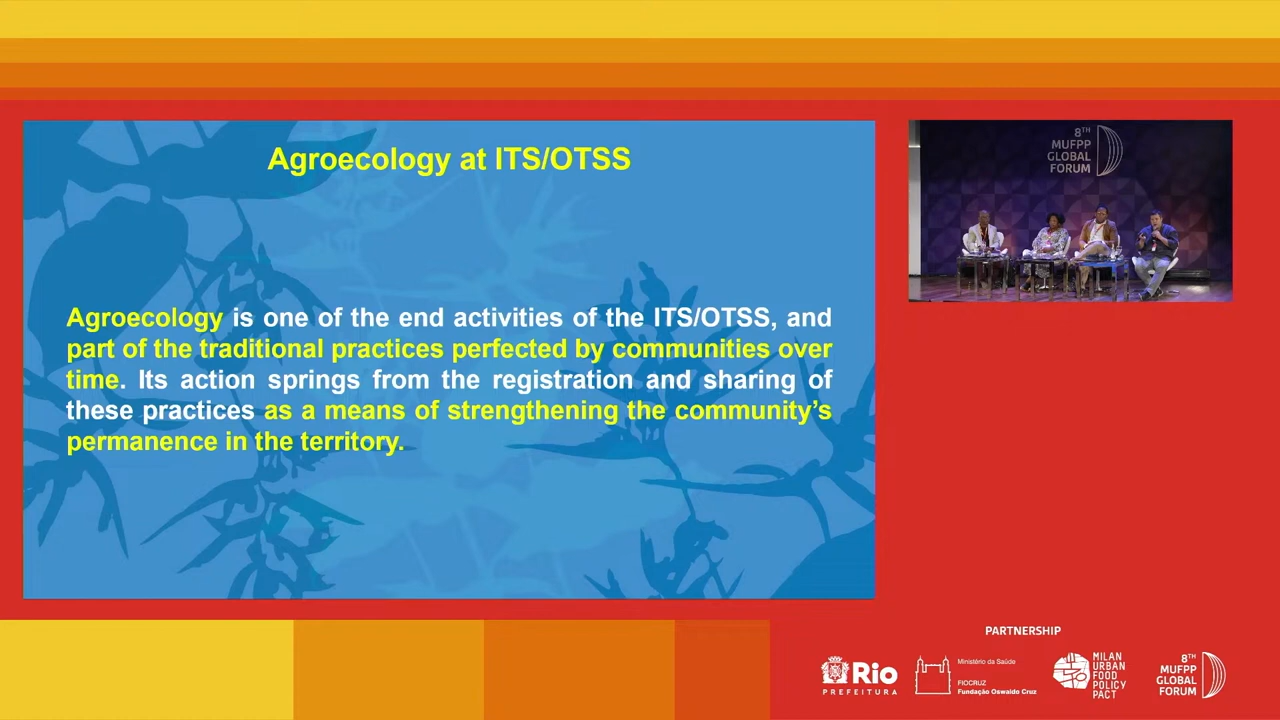 Agroecology at ITS/OTSS
Agroecology is one of the end activities of the ITS/OTSS, and
part of the traditional practices perfected by communities over
time. Its action springs from the registration and sharing of
these practices as a means of strengthening the community’s
permanence in the territory.
8TH
MUFPP
GLOBAL
FORUM
PARTNERSHIP
Rio
PREFEITURA
Ministério da Saúde
FIOCRUZ
Fundação Oswaldo Cruz
MILAN
URBAN
FOOD
POLICY
PACT
8TH
MUFPP
GLOBAL
FORUM